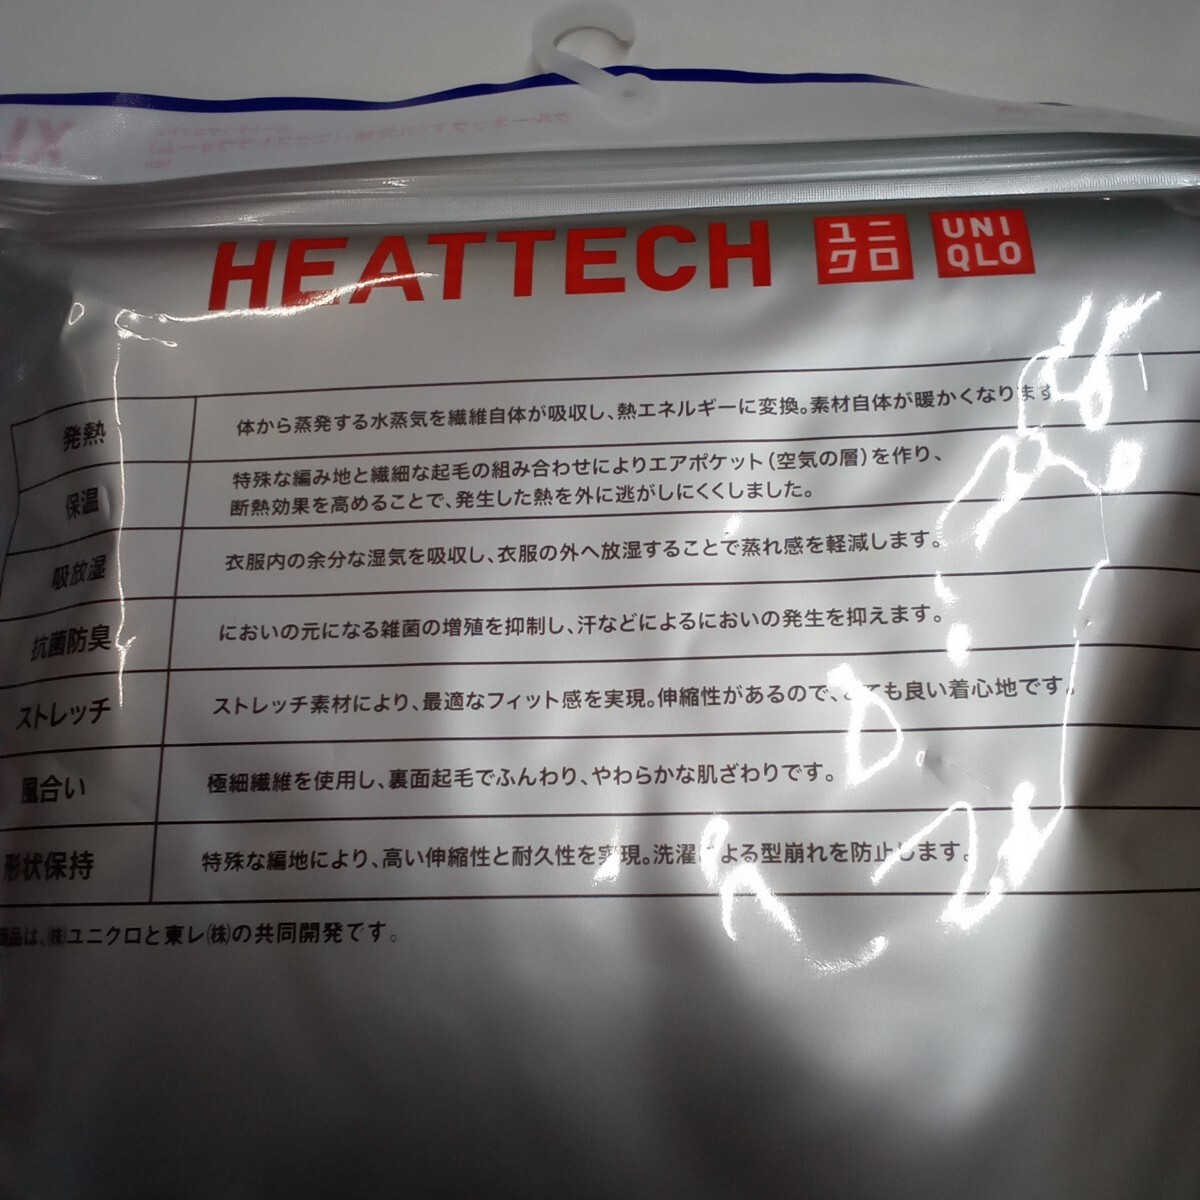 XL
HEATTECH ユニクロ UNIQLO
発熱 体から蒸発する水蒸気を繊維自体が吸収し、熱エネルギーに変換。素材自体が暖かくなります
保温 特殊な編み地と繊細な起毛の組み合わせによりエアポケット(空気の層)を作り、
断熱効果を高めることで、発生した熱を外に逃がしにくくしました。
吸放湿 衣服内の余分な湿気を吸収し、衣服の外へ放湿することで蒸れ感を軽減します。
抗菌防臭 においの元になる雑菌の増殖を抑制し、汗などによるにおいの発生を抑えます。
ストレッチ ストレッチ素材により、最適なフィット感を実現。伸縮性があるので、とても良い着心地です。
風合い 極細繊維を使用し、裏面起毛でふんわり、やわらかな肌ざわりです。
形状保持 特殊な編地により、高い伸縮性と耐久性を実現。洗濯による型崩れを防止します。
商品は、㈱ユニクロと東レ㈱の共同開発です。